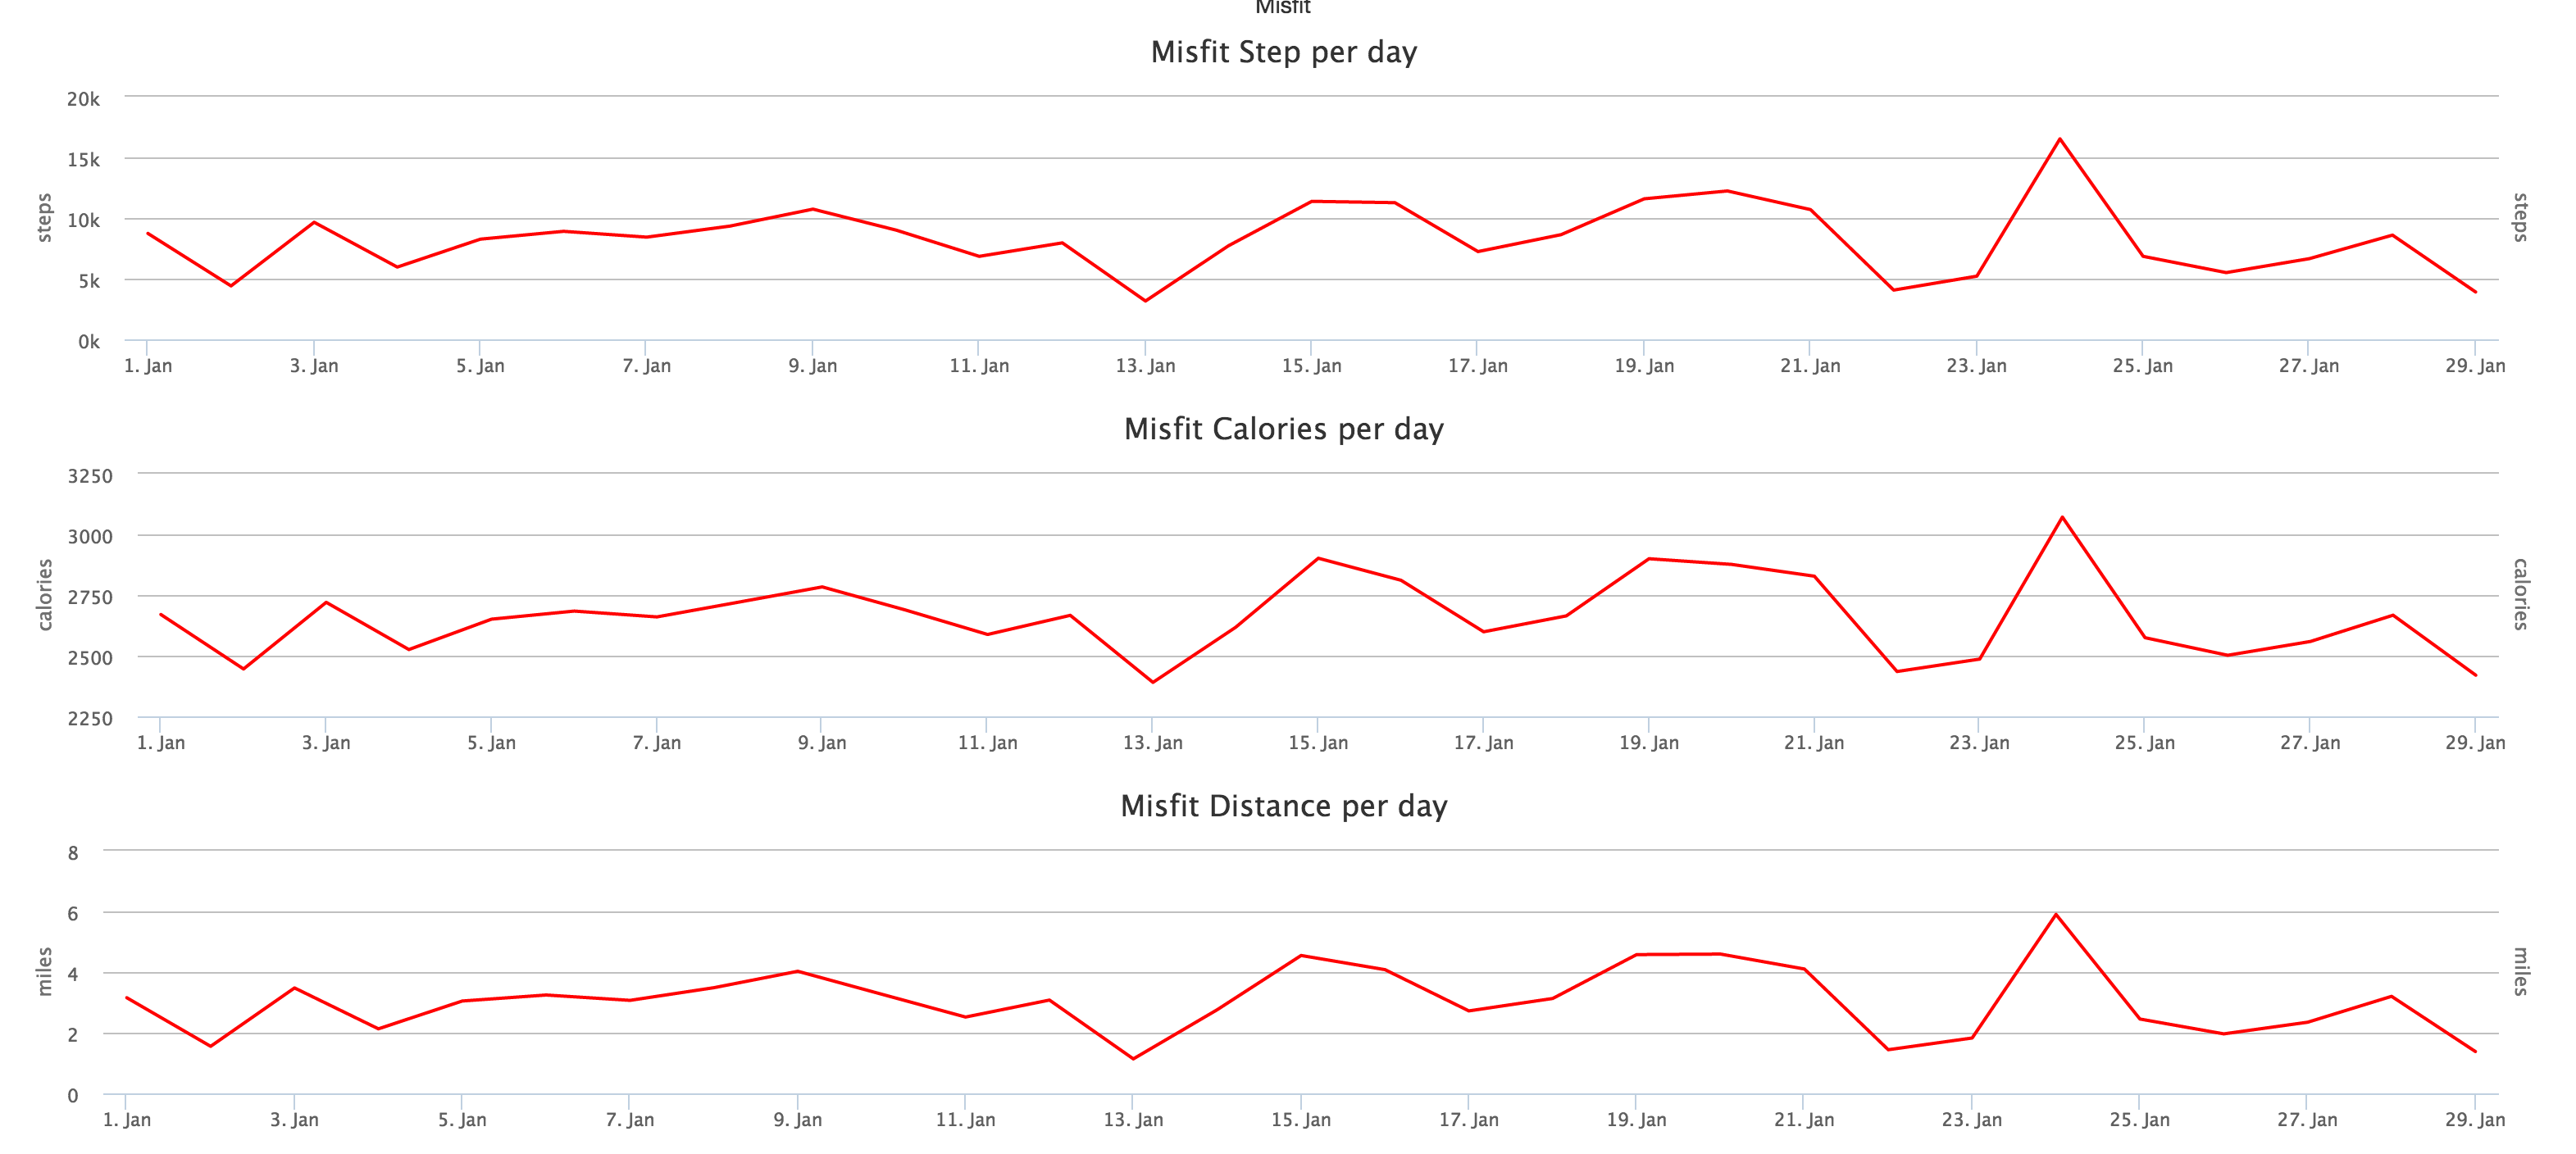 Misfit
Misfit Step per day
20k
15k
10k
5k
0k
steps
steps
1. Jan 3. Jan 5. Jan 7. Jan 9. Jan 11. Jan 13. Jan 15. Jan 17. Jan 19. Jan 21. Jan 23. Jan 25. Jan 27. Jan 29. Jan
Misfit Calories per day
3250
3000
2750
2500
2250
calories
calories
1. Jan 3. Jan 5. Jan 7. Jan 9. Jan 11. Jan 13. Jan 15. Jan 17. Jan 19. Jan 21. Jan 23. Jan 25. Jan 27. Jan 29. Jan
Misfit Distance per day
8
6
4
2
0
miles
miles
1. Jan 3. Jan 5. Jan 7. Jan 9. Jan 11. Jan 13. Jan 15. Jan 17. Jan 19. Jan 21. Jan 23. Jan 25. Jan 27. Jan 29. Jan